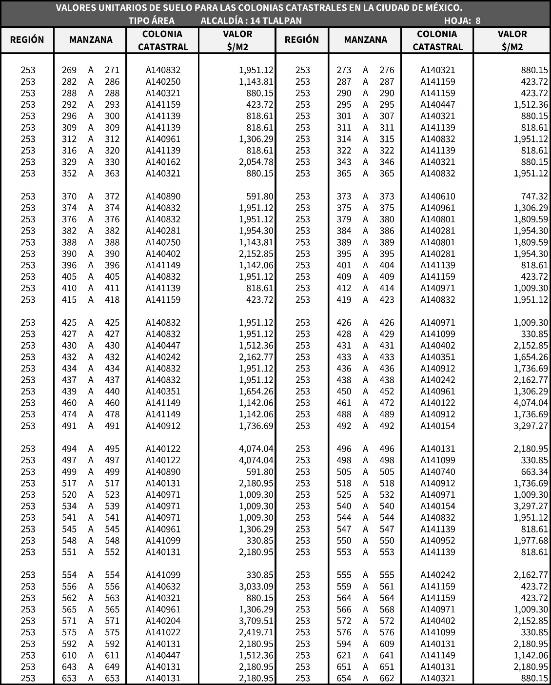 VALORES UNITARIOS DE SUELO PARA LAS COLONIAS CATASTRALES EN LA CIUDAD DE MÉXICO.
TIPO ÁREA ALCALDÍA : 14 TLALPAN HOJA: 8
REGIÓN MANZANA COLONIA CATASTRAL VALOR $/M2 REGIÓN MANZANA COLONIA CATASTRAL VALOR $/M2
253 269 A 271 A140832 1,951.12 253 273 A 276 A140321 880.15
253 282 A 286 A140250 1,143.81 253 287 A 287 A141159 423.72
253 288 A 288 A140321 880.15 253 290 A 290 A141159 423.72
253 292 A 293 A141159 423.72 253 295 A 295 A140447 1,512.36
253 296 A 300 A141139 818.61 253 301 A 307 A140321 880.15
253 309 A 309 A141139 818.61 253 311 A 311 A141139 818.61
253 312 A 312 A140961 1,306.29 253 314 A 315 A140832 1,951.12
253 316 A 320 A141139 818.61 253 322 A 322 A141139 818.61
253 329 A 330 A140162 2,054.78 253 343 A 346 A140321 880.15
253 352 A 363 A140321 880.15 253 365 A 365 A140832 1,951.12
253 370 A 372 A140890 591.80 253 373 A 373 A140610 747.32
253 374 A 374 A140832 1,951.12 253 375 A 375 A140961 1,306.29
253 376 A 376 A140832 1,951.12 253 379 A 380 A140801 1,809.59
253 382 A 382 A140281 1,954.30 253 384 A 386 A140281 1,954.30
253 388 A 388 A140250 1,143.81 253 389 A 389 A140801 1,809.59
253 390 A 390 A140402 2,152.85 253 395 A 395 A140281 1,954.30
253 396 A 396 A141149 1,142.06 253 401 A 404 A141139 818.61
253 405 A 405 A140832 1,951.12 253 409 A 409 A141159 423.72
253 410 A 411 A141139 818.61 253 412 A 414 A140971 1,009.30
253 415 A 418 A141159 423.72 253 419 A 423 A140832 1,951.12
253 425 A 425 A140832 1,951.12 253 426 A 426 A140971 1,009.30
253 427 A 427 A140832 1,951.12 253 428 A 429 A141099 330.85
253 430 A 430 A140447 1,512.36 253 431 A 431 A140402 2,152.85
253 432 A 432 A140242 2,162.77 253 433 A 433 A140351 1,654.26
253 434 A 434 A140832 1,951.12 253 436 A 436 A140912 1,736.69
253 437 A 437 A140832 1,951.12 253 438 A 438 A140242 2,162.77
253 439 A 440 A140351 1,654.26 253 450 A 452 A140961 1,306.29
253 460 A 460 A141149 1,142.06 253 461 A 472 A140122 4,074.04
253 474 A 478 A141149 1,142.06 253 488 A 489 A140912 1,736.69
253 491 A 491 A140912 1,736.69 253 492 A 492 A140154 3,297.27
253 494 A 495 A140122 4,074.04 253 496 A 496 A140131 2,180.95
253 497 A 497 A140122 4,074.04 253 498 A 498 A141099 330.85
253 499 A 499 A140890 591.80 253 505 A 505 A140740 663.34
253 517 A 517 A140131 2,180.95 253 518 A 518 A140912 1,736.69
253 520 A 523 A140971 1,009.30 253 525 A 532 A140971 1,009.30
253 534 A 539 A140971 1,009.30 253 540 A 540 A140154 3,297.27
253 541 A 541 A140971 1,009.30 253 544 A 544 A140832 1,951.12
253 545 A 545 A140961 1,306.29 253 547 A 547 A141139 818.61
253 548 A 548 A141099 330.85 253 550 A 550 A140952 1,977.68
253 551 A 552 A140131 2,180.95 253 553 A 553 A141139 818.61
253 554 A 554 A141099 330.85 253 555 A 555 A140242 2,162.77
253 556 A 556 A140632 3,033.09 253 559 A 561 A141159 423.72
253 562 A 563 A140321 880.15 253 564 A 564 A141159 423.72
253 565 A 565 A140961 1,306.29 253 566 A 568 A140971 1,009.30
253 571 A 571 A140204 3,709.51 253 572 A 572 A140402 2,152.85
253 575 A 575 A141022 2,419.71 253 576 A 576 A141099 330.85
253 592 A 592 A140131 2,180.95 253 594 A 609 A140131 2,180.95
253 610 A 611 A140447 1,512.36 253 621 A 641 A141149 1,142.06
253 643 A 649 A140131 2,180.95 253 651 A 651 A140131 2,180.95
253 653 A 653 A140131 2,180.95 253 654 A 662 A140321 880.15